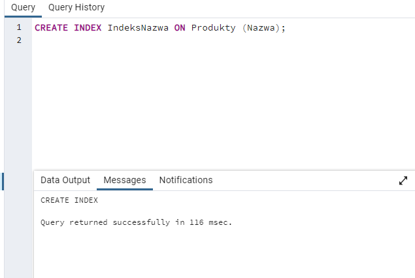 Query Query History
1 CREATE INDEX IndeksNazwa ON Produkty (Nazwa);
2
Data Output Messages Notifications
CREATE INDEX
Query returned successfully in 116 msec.